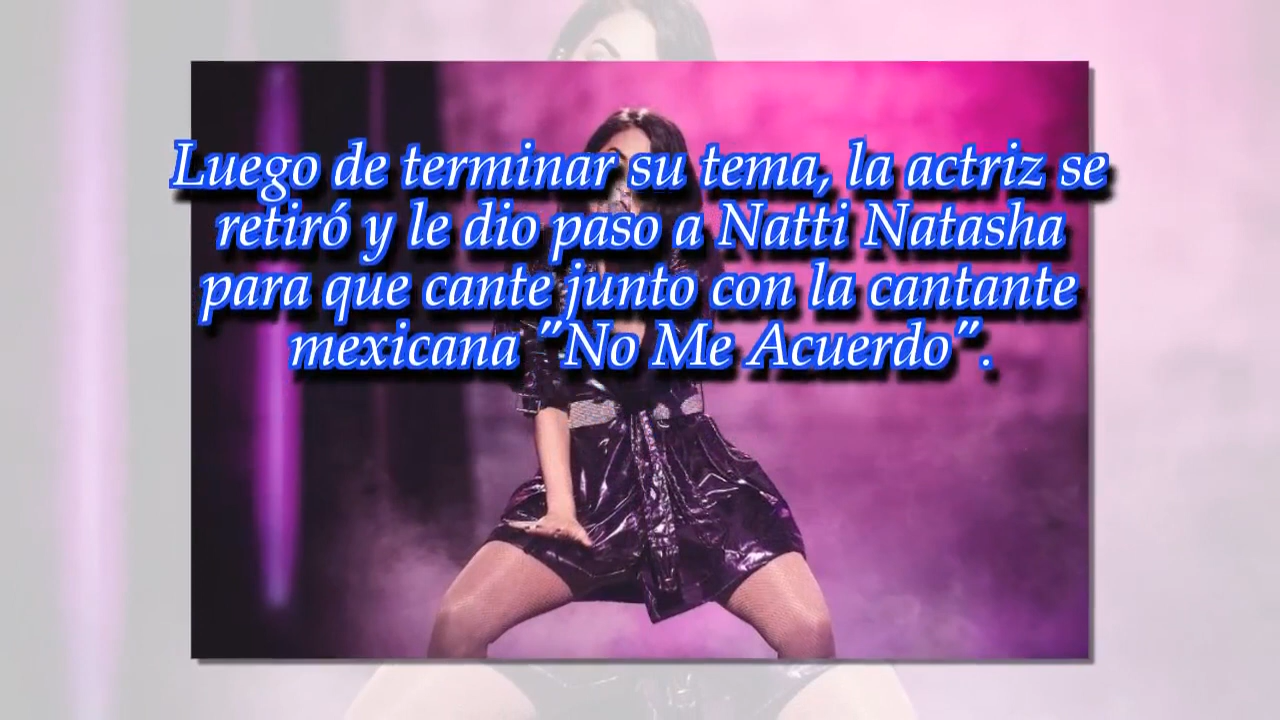 Luego de terminar su tema, la actriz se
retiró y le dio paso a Natti Natasha
para que cante junto con la cantante
mexicana "No Me Acuerdo".